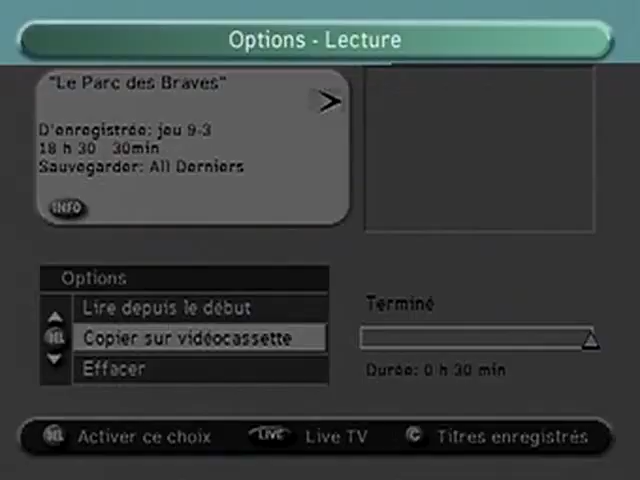 Options - Lecture
"Le Parc des Braves"
D'enregistrée: jeu 9-3
18 h 30 30min
Sauvegarder: All Derniers
INFO
Options
Lire depuis le début
SEL Copier sur vidéocassette
Effacer
Terminé
Durée: 0 h 30 min
SEL Activer ce choix LIVE Live TV C Titres enregistrés